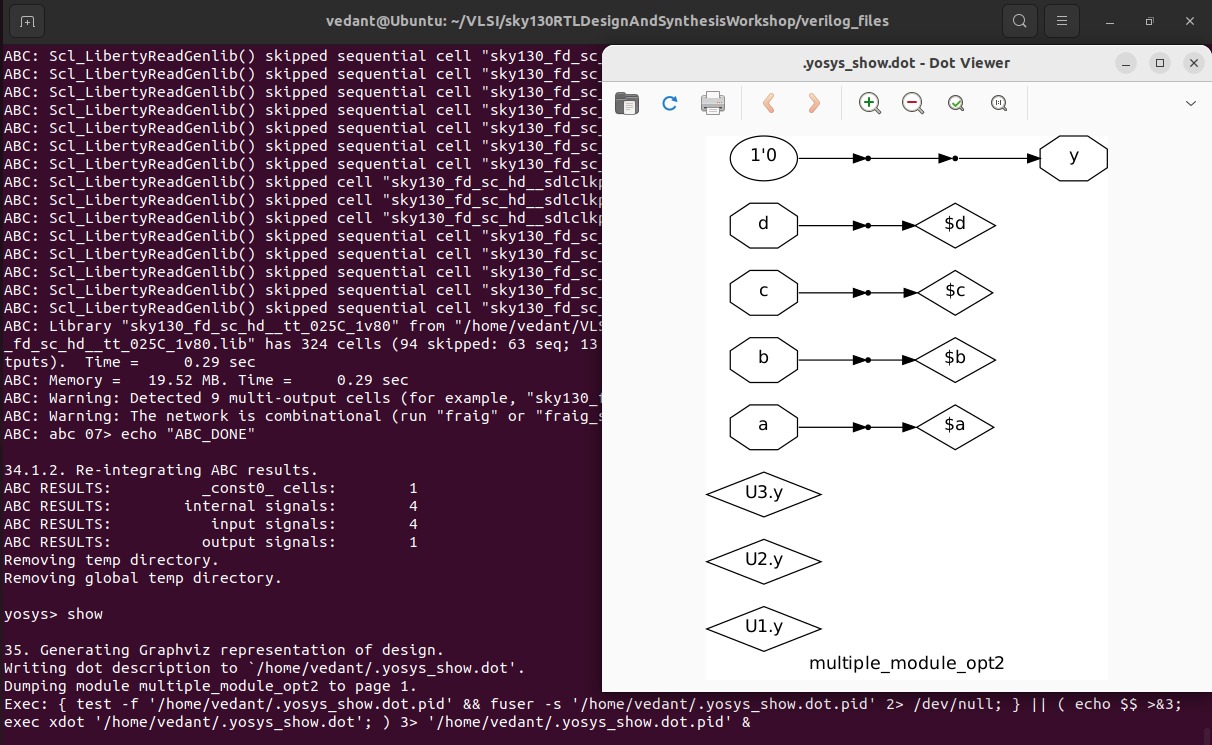 vedant@Ubuntu: ~/VLSI/sky130RTLDesignAndSynthesisWorkshop/verilog_files
ABC: Scl_LibertyReadGenlib() skipped sequential cell "sky130_fd_sc_
ABC: Scl_LibertyReadGenlib() skipped sequential cell "sky130_fd_sc_
ABC: Scl_LibertyReadGenlib() skipped sequential cell "sky130_fd_sc_
ABC: Scl_LibertyReadGenlib() skipped sequential cell "sky130_fd_sc_
ABC: Scl_LibertyReadGenlib() skipped sequential cell "sky130_fd_sc_
ABC: Scl_LibertyReadGenlib() skipped sequential cell "sky130_fd_sc_
ABC: Scl_LibertyReadGenlib() skipped sequential cell "sky130_fd_sc_
ABC: Scl_LibertyReadGenlib() skipped cell "sky130_fd_sc_hd__sdlclkp
ABC: Scl_LibertyReadGenlib() skipped cell "sky130_fd_sc_hd__sdlclkp
ABC: Scl_LibertyReadGenlib() skipped cell "sky130_fd_sc_hd__sdlclkp
ABC: Scl_LibertyReadGenlib() skipped sequential cell "sky130_fd_sc_
ABC: Scl_LibertyReadGenlib() skipped sequential cell "sky130_fd_sc_
ABC: Scl_LibertyReadGenlib() skipped sequential cell "sky130_fd_sc_
ABC: Scl_LibertyReadGenlib() skipped sequential cell "sky130_fd_sc_
ABC: Scl_LibertyReadGenlib() skipped sequential cell "sky130_fd_sc_
ABC: Library "sky130_fd_sc_hd__tt_025C_1v80" from "/home/vedant/VLS
_fd_sc_hd__tt_025C_1v80.lib" has 324 cells (94 skipped: 63 seq; 13
tputs).  Time =     0.29 sec
ABC: Memory =   19.52 MB. Time =     0.29 sec
ABC: Warning: Detected 9 multi-output cells (for example, "sky130_f
ABC: Warning: The network is combinational (run "fraig" or "fraig_s
ABC: abc 07> echo "ABC_DONE"
34.1.2. Re-integrating ABC results.
ABC RESULTS:          _const0_ cells:        1
ABC RESULTS:        internal signals:        4
ABC RESULTS:           input signals:        4
ABC RESULTS:          output signals:        1
Removing temp directory.
Removing global temp directory.
yosys> show
35. Generating Graphviz representation of design.
Writing dot description to `/home/vedant/.yosys_show.dot'.
Dumping module multiple_module_opt2 to page 1.
Exec: { test -f '/home/vedant/.yosys_show.dot.pid' && fuser -s '/home/vedant/.yosys_show.dot.pid' 2> /dev/null; } || ( echo $$ >&3;
exec xdot '/home/vedant/.yosys_show.dot'; ) 3> '/home/vedant/.yosys_show.dot.pid' &
.yosys_show.dot - Dot Viewer
1'0 y
d $d
c $c
b $b
a $a
U3.y
U2.y
U1.y
multiple_module_opt2